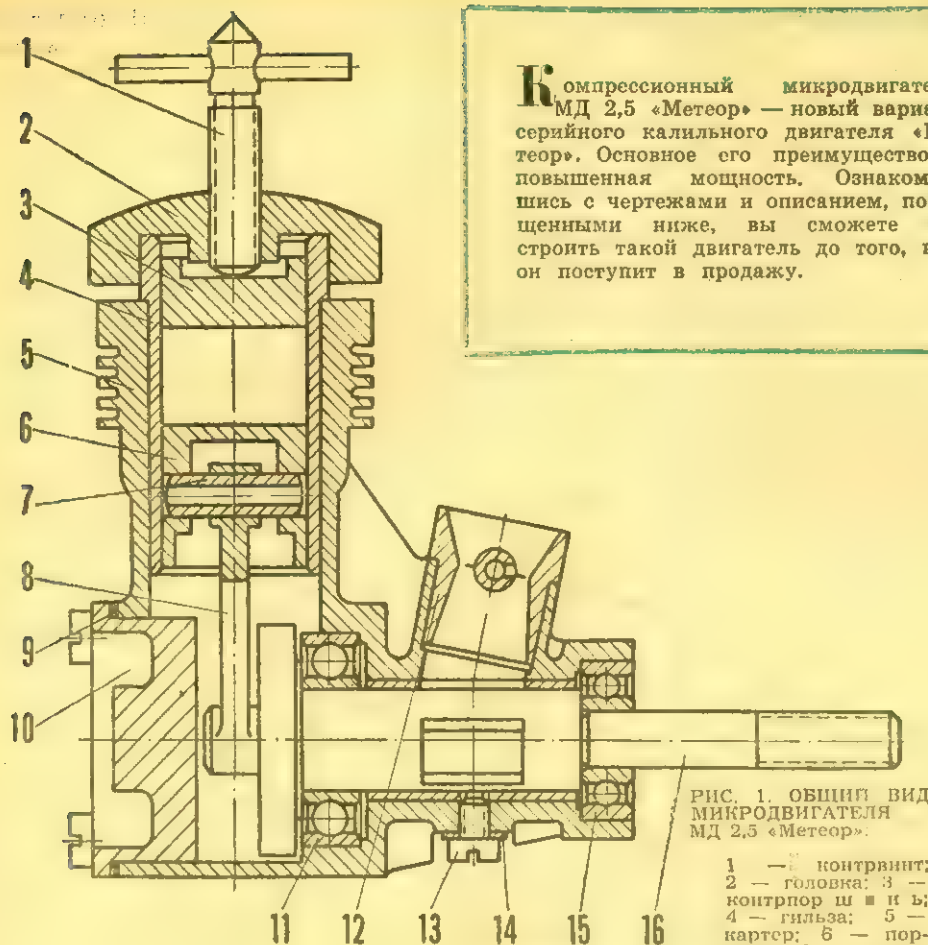 1
2
3
4
5
6
7
8
9
10
11
12
13
14
15
16
Компрессионный микродвигате
МД 2,5 «Метеор» — новый вариа
серийного калильного двигателя «
теор». Основное его преимущество
повышенная мощность. Ознаком
шись с чертежами и описанием, по
щенными ниже, вы сможете
строить такой двигатель до того, к
он поступит в продажу.
РИС. 1. ОБЩИЙ ВИД
МИКРОДВИГАТЕЛЯ
МД 2,5 «Метеор».
1 — контрвинт;
2 — головка; 3 —
контрпор ш и ь;
4 — гильза; 5 —
картер; 6 — пор-